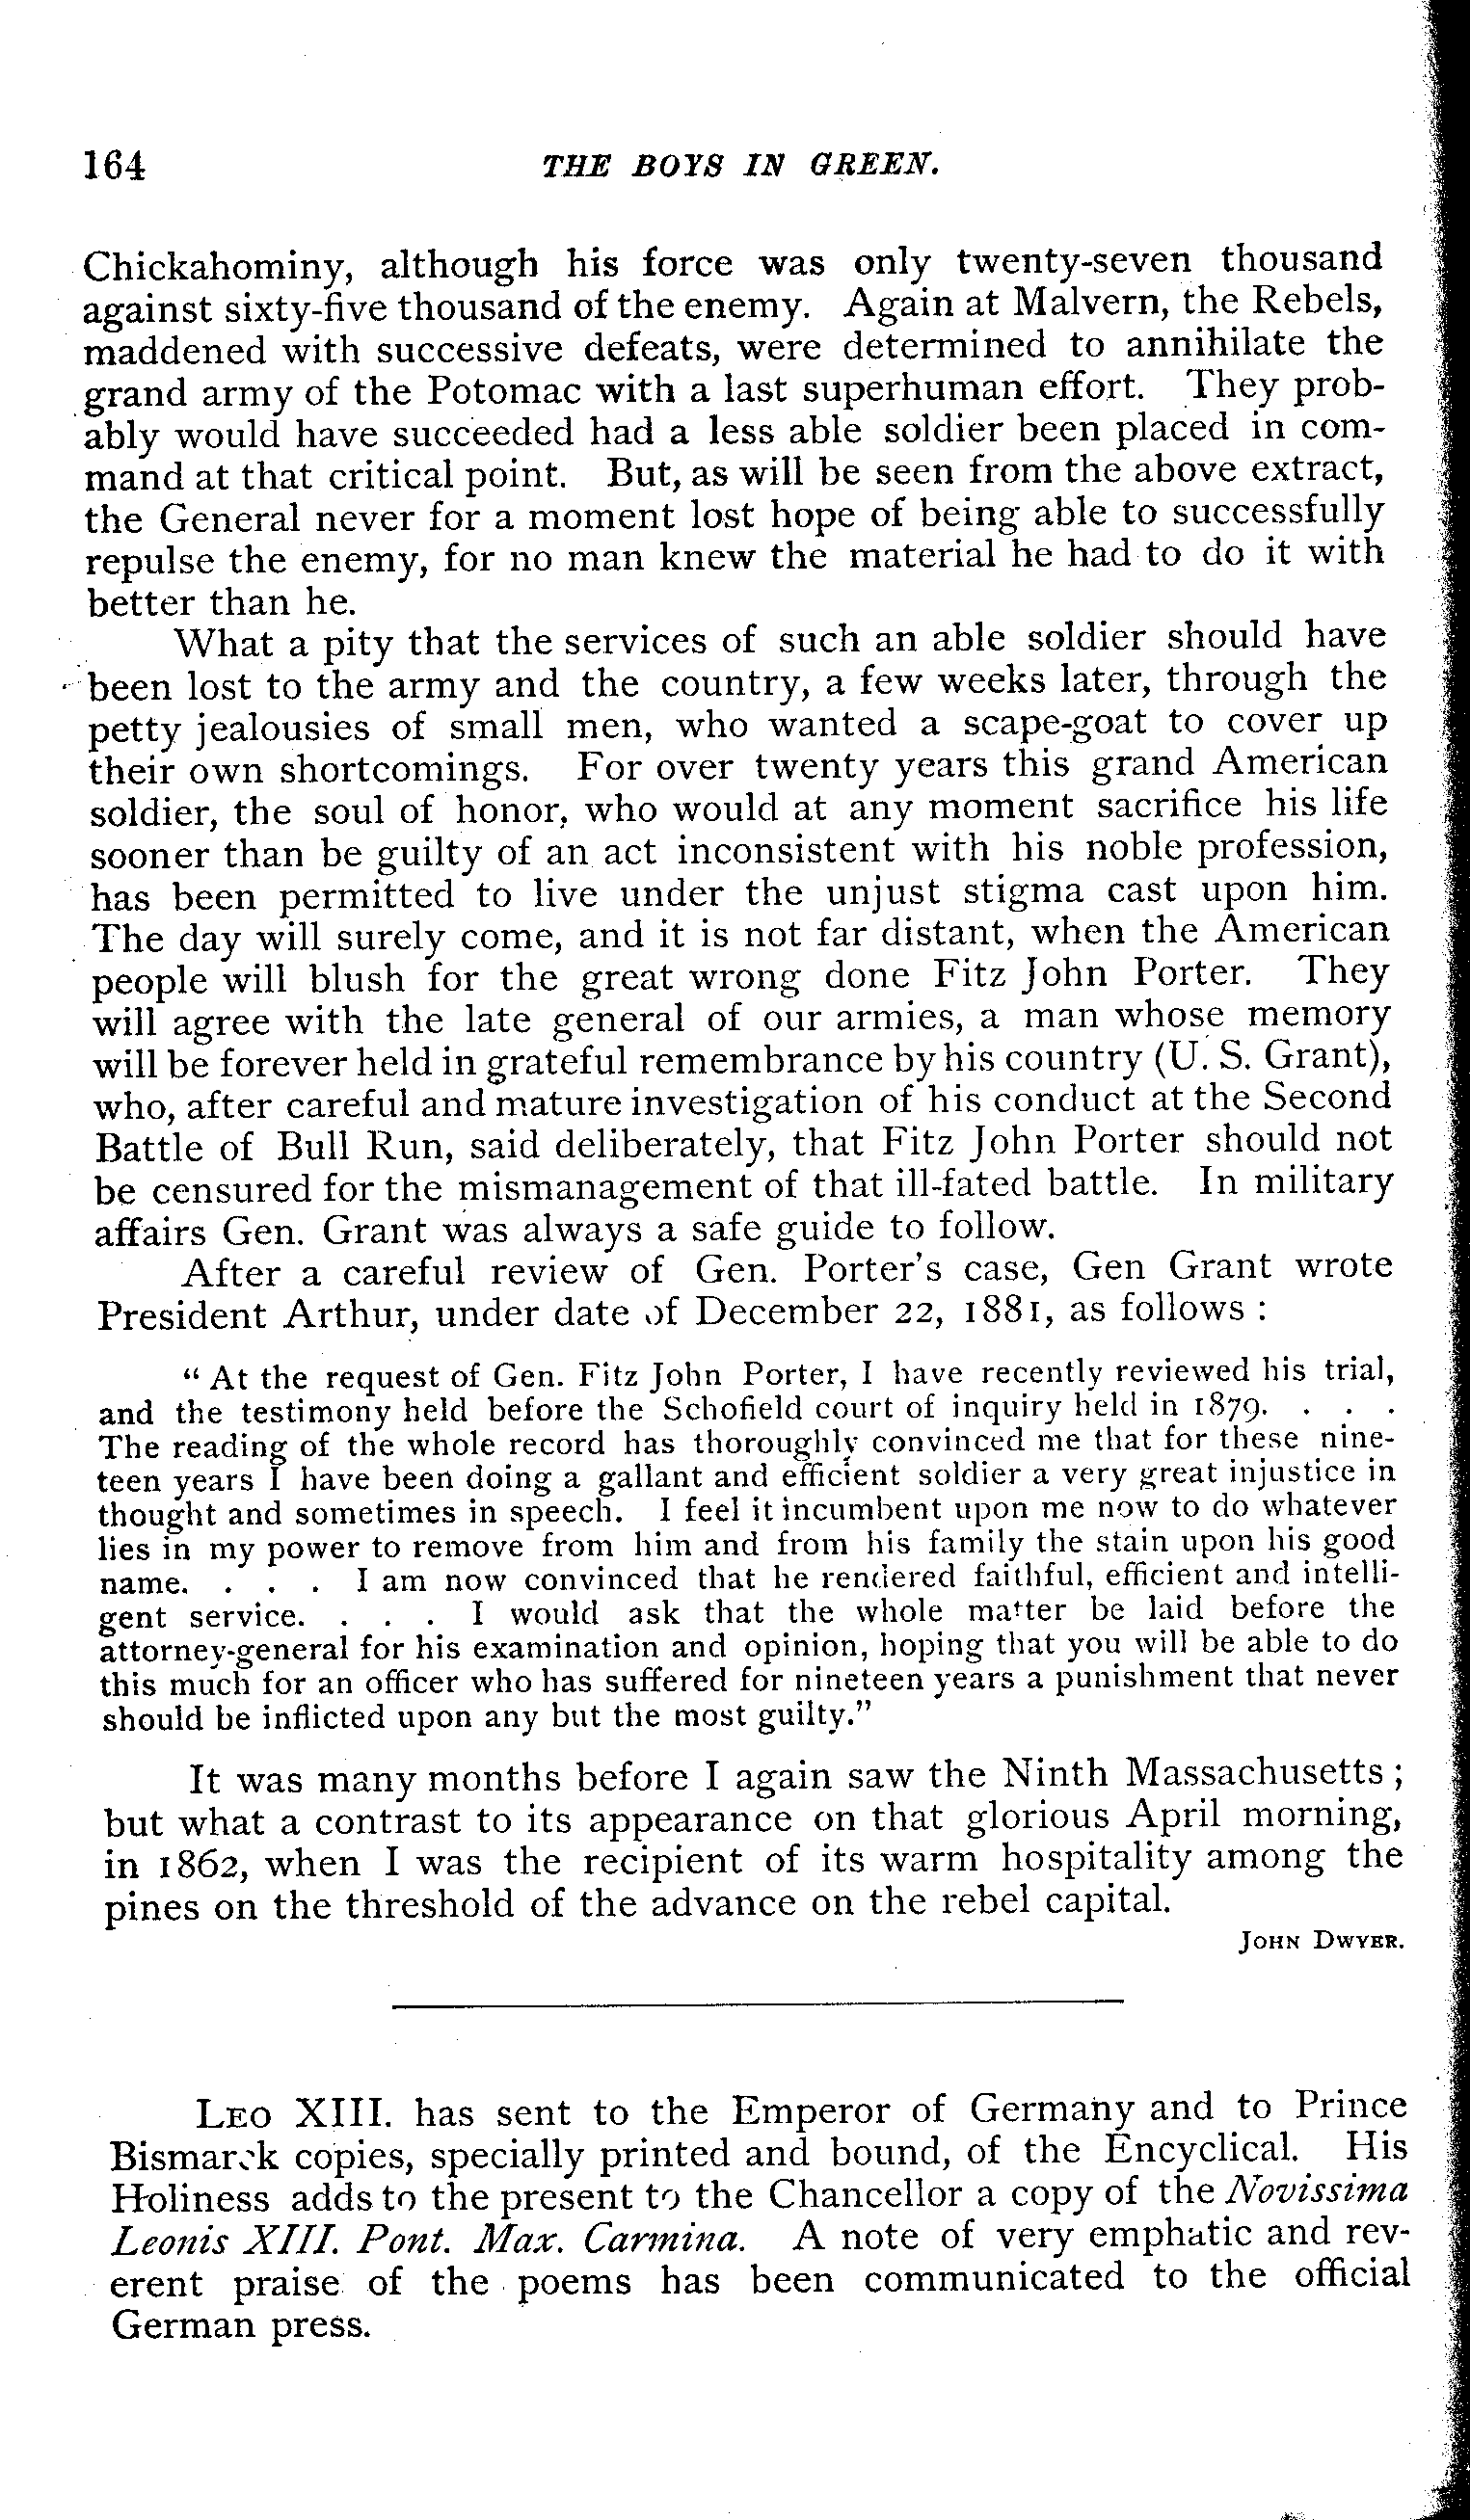 164 THE BOYS IN GREEN.
Chickahominy, although his force was only twenty-seven thousand
against sixty-five thousand of the enemy. Again at Malvern, the Rebels,
maddened with successive defeats, were determined to annihilate the
grand army of the Potomac with a last superhuman effort. They prob-
ably would have succeeded had a less able soldier been placed in com-
mand at that critical point. But, as will be seen from the above extract,
the General never for a moment lost hope of being able to successfully
repulse the enemy, for no man knew the material he had to do it with
better than he.
What a pity that the services of such an able soldier should have
been lost to the army and the country, a few weeks later, through the
petty jealousies of small men, who wanted a scape-goat to cover up
their own shortcomings. For over twenty years this grand American
soldier, the soul of honor, who would at any moment sacrifice his life
sooner than be guilty of an act inconsistent with his noble profession,
has been permitted to live under the unjust stigma cast upon him.
The day will surely come, and it is not far distant, when the American
people will blush for the great wrong done Fitz John Porter. They
will agree with the late general of our armies, a man whose memory
will be forever held in grateful remembrance by his country (U. S. Grant),
who, after careful and mature investigation of his conduct at the Second
Battle of Bull Run, said deliberately, that Fitz John Porter should not
be censured for the mismanagement of that ill-fated battle. In military
affairs Gen. Grant was always a safe guide to follow.
After a careful review of Gen. Porter's case, Gen Grant wrote
President Arthur, under date of December 22, 1881, as follows :
“ At the request of Gen. Fitz John Porter, I have recently reviewed his trial,
and the testimony held before the Schofield court of inquiry held in 1879. . . .
The reading of the whole record has thoroughly convinced me that for these nine-
teen years I have been doing a gallant and efficient soldier a very great injustice in
thought and sometimes in speech. I feel it incumbent upon me now to do whatever
lies in my power to remove from him and from his family the stain upon his good
name. . . . I am now convinced that he rendered faithful, efficient and intelli-
gent service. . . . I would ask that the whole matter be laid before the
attorney-general for his examination and opinion, hoping that you will be able to do
this much for an officer who has suffered for nineteen years a punishment that never
should be inflicted upon any but the most guilty.”
It was many months before I again saw the Ninth Massachusetts ;
but what a contrast to its appearance on that glorious April morning,
in 1862, when I was the recipient of its warm hospitality among the
pines on the threshold of the advance on the rebel capital.
JOHN DWYER.
LEO XIII. has sent to the Emperor of Germany and to Prince
Bismarck copies, specially printed and bound, of the Encyclical. His
Holiness adds to the present to the Chancellor a copy of the Novissima
Leonis XIII. Pont. Max. Carmina. A note of very emphatic and rev-
erent praise of the poems has been communicated to the official
German press.